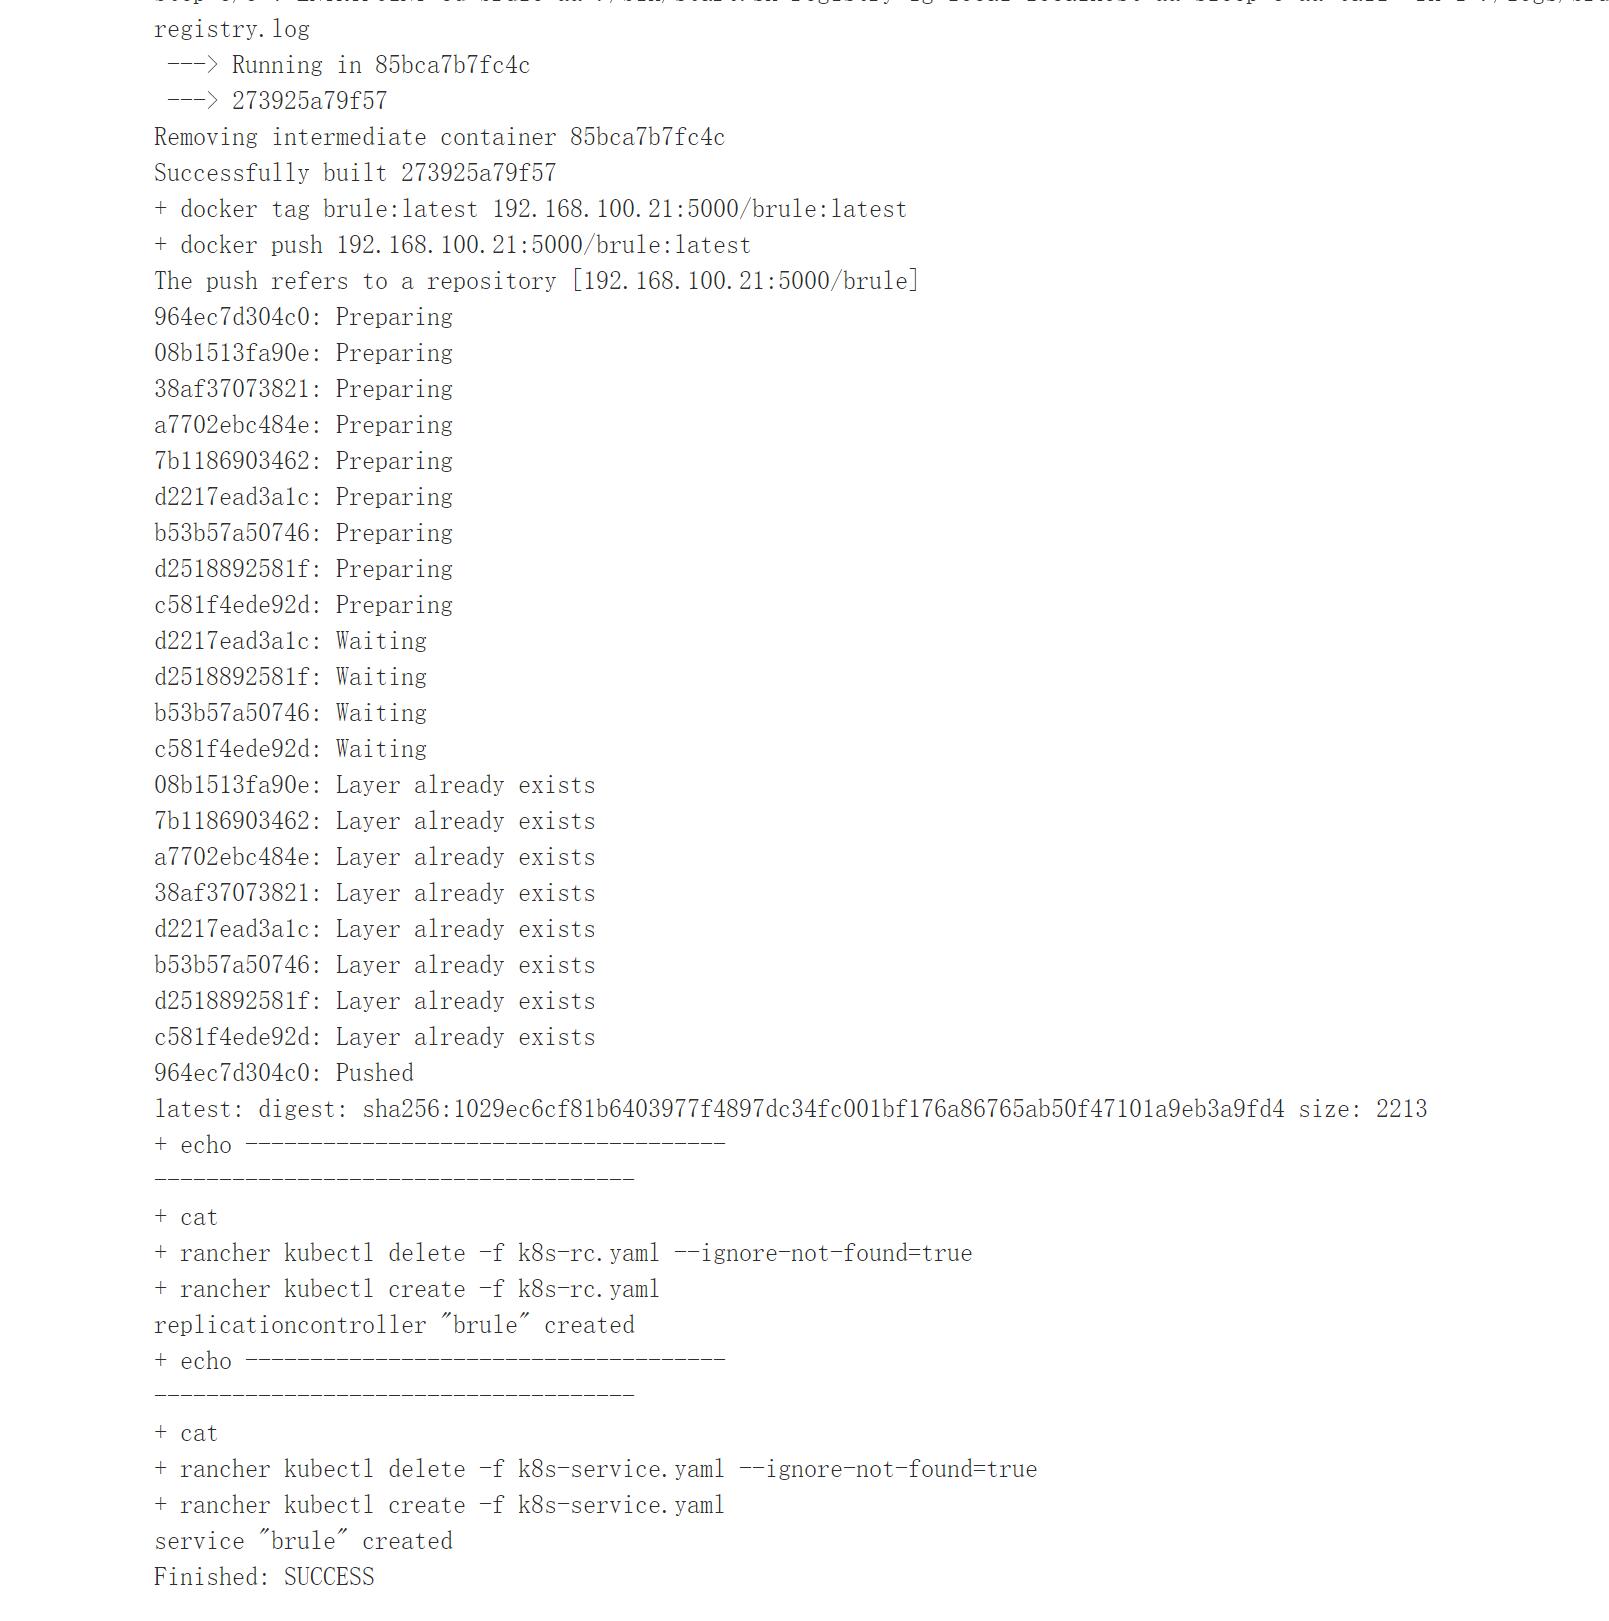 registry.log
---> Running in 85bca7b7fc4c
---> 273925a79f57
Removing intermediate container 85bca7b7fc4c
Successfully built 273925a79f57
+ docker tag brule:latest 192.168.100.21:5000/brule:latest
+ docker push 192.168.100.21:5000/brule:latest
The push refers to a repository [192.168.100.21:5000/brule]
964ec7d304c0: Preparing
08b1513fa90e: Preparing
38af37073821: Preparing
a7702ebc484e: Preparing
7b1186903462: Preparing
d2217ead3a1c: Preparing
b53b57a50746: Preparing
d2518892581f: Preparing
c581f4ede92d: Preparing
d2217ead3a1c: Waiting
d2518892581f: Waiting
b53b57a50746: Waiting
c581f4ede92d: Waiting
08b1513fa90e: Layer already exists
7b1186903462: Layer already exists
a7702ebc484e: Layer already exists
38af37073821: Layer already exists
d2217ead3a1c: Layer already exists
b53b57a50746: Layer already exists
d2518892581f: Layer already exists
c581f4ede92d: Layer already exists
964ec7d304c0: Pushed
latest: digest: sha256:1029ec6cf81b6403977f4897dc34fc001bf176a86765ab50f47101a9eb3a9fd4 size: 2213
+ echo -------------------------------------
-------------------------------------
+ cat
+ rancher kubectl delete -f k8s-rc.yaml --ignore-not-found=true
+ rancher kubectl create -f k8s-rc.yaml
replicationcontroller "brule" created
+ echo -------------------------------------
-------------------------------------
+ cat
+ rancher kubectl delete -f k8s-service.yaml --ignore-not-found=true
+ rancher kubectl create -f k8s-service.yaml
service "brule" created
Finished: SUCCESS